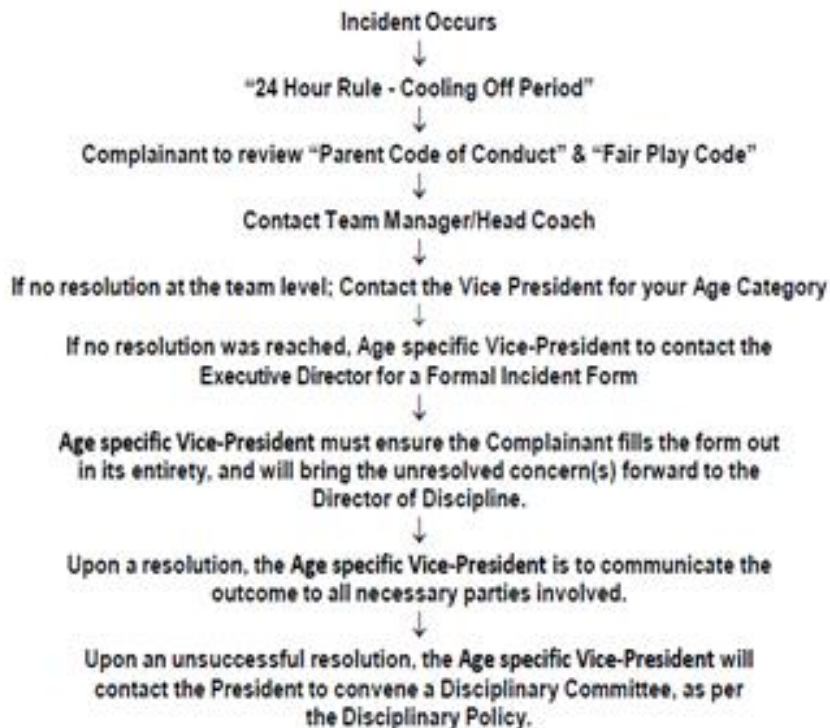 Incident Occurs
↓
“24 Hour Rule - Cooling Off Period”
↓
Complainant to review “Parent Code of Conduct” & “Fair Play Code”
↓
Contact Team Manager/Head Coach
↓
If no resolution at the team level; Contact the Vice President for your Age Category
↓
If no resolution was reached, Age specific Vice-President to contact the
Executive Director for a Formal Incident Form
↓
Age specific Vice-President must ensure the Complainant fills the form out
in its entirety, and will bring the unresolved concern(s) forward to the
Director of Discipline.
↓
Upon a resolution, the Age specific Vice-President is to communicate the
outcome to all necessary parties involved.
↓
Upon an unsuccessful resolution, the Age specific Vice-President will
contact the President to convene a Disciplinary Committee, as per
the Disciplinary Policy.